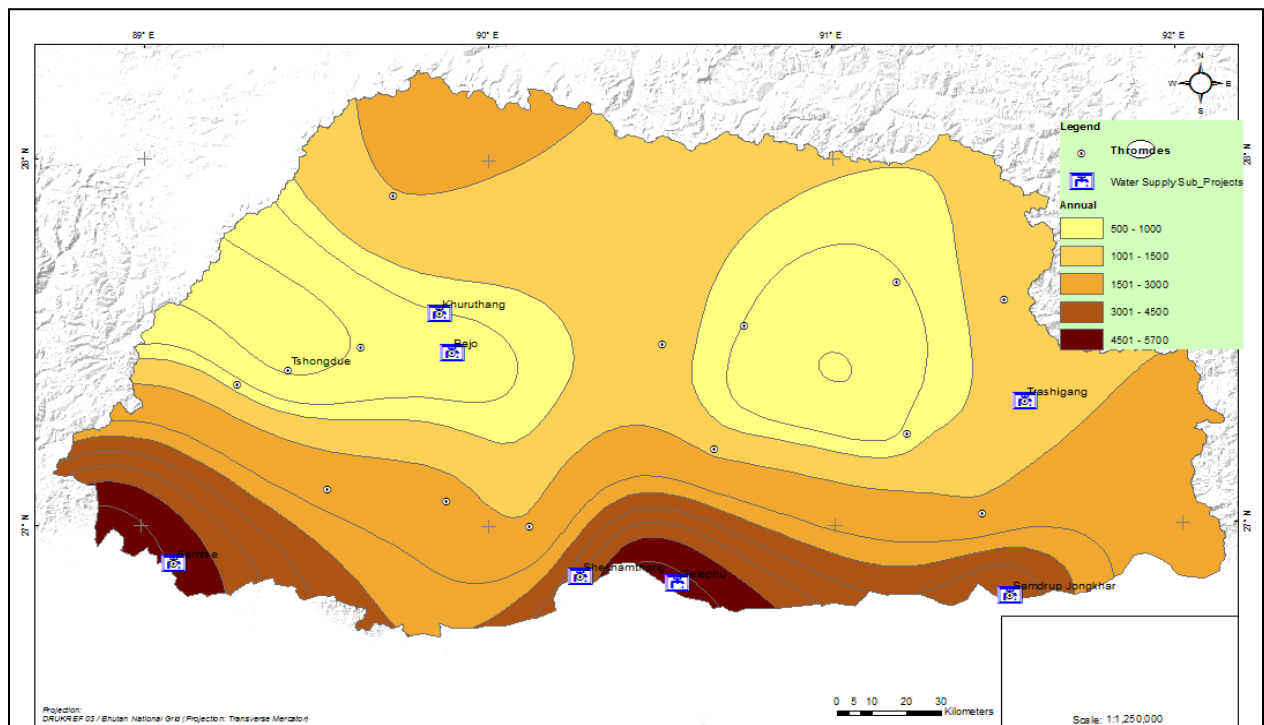 89° E
90° E
91° E
92° E
N
W
E
S
28° N
28° N
Legend
Thromdes
Water Supply Sub_Projects
Annual
500 - 1000
1001 - 1500
1501 - 3000
3001 - 4500
4501 - 5700
Khuruthang
Bajo
Tshongdue
Trashigang
27° N
27° N
Samtse
Gelephu
Samdrup Jongkhar
0 5 10 20 30
Kilometers
Projection:
DRUKREF 03 / Bhutan National Grid (Projection: Transverse Mercator)
Scale: 1:1,250,000